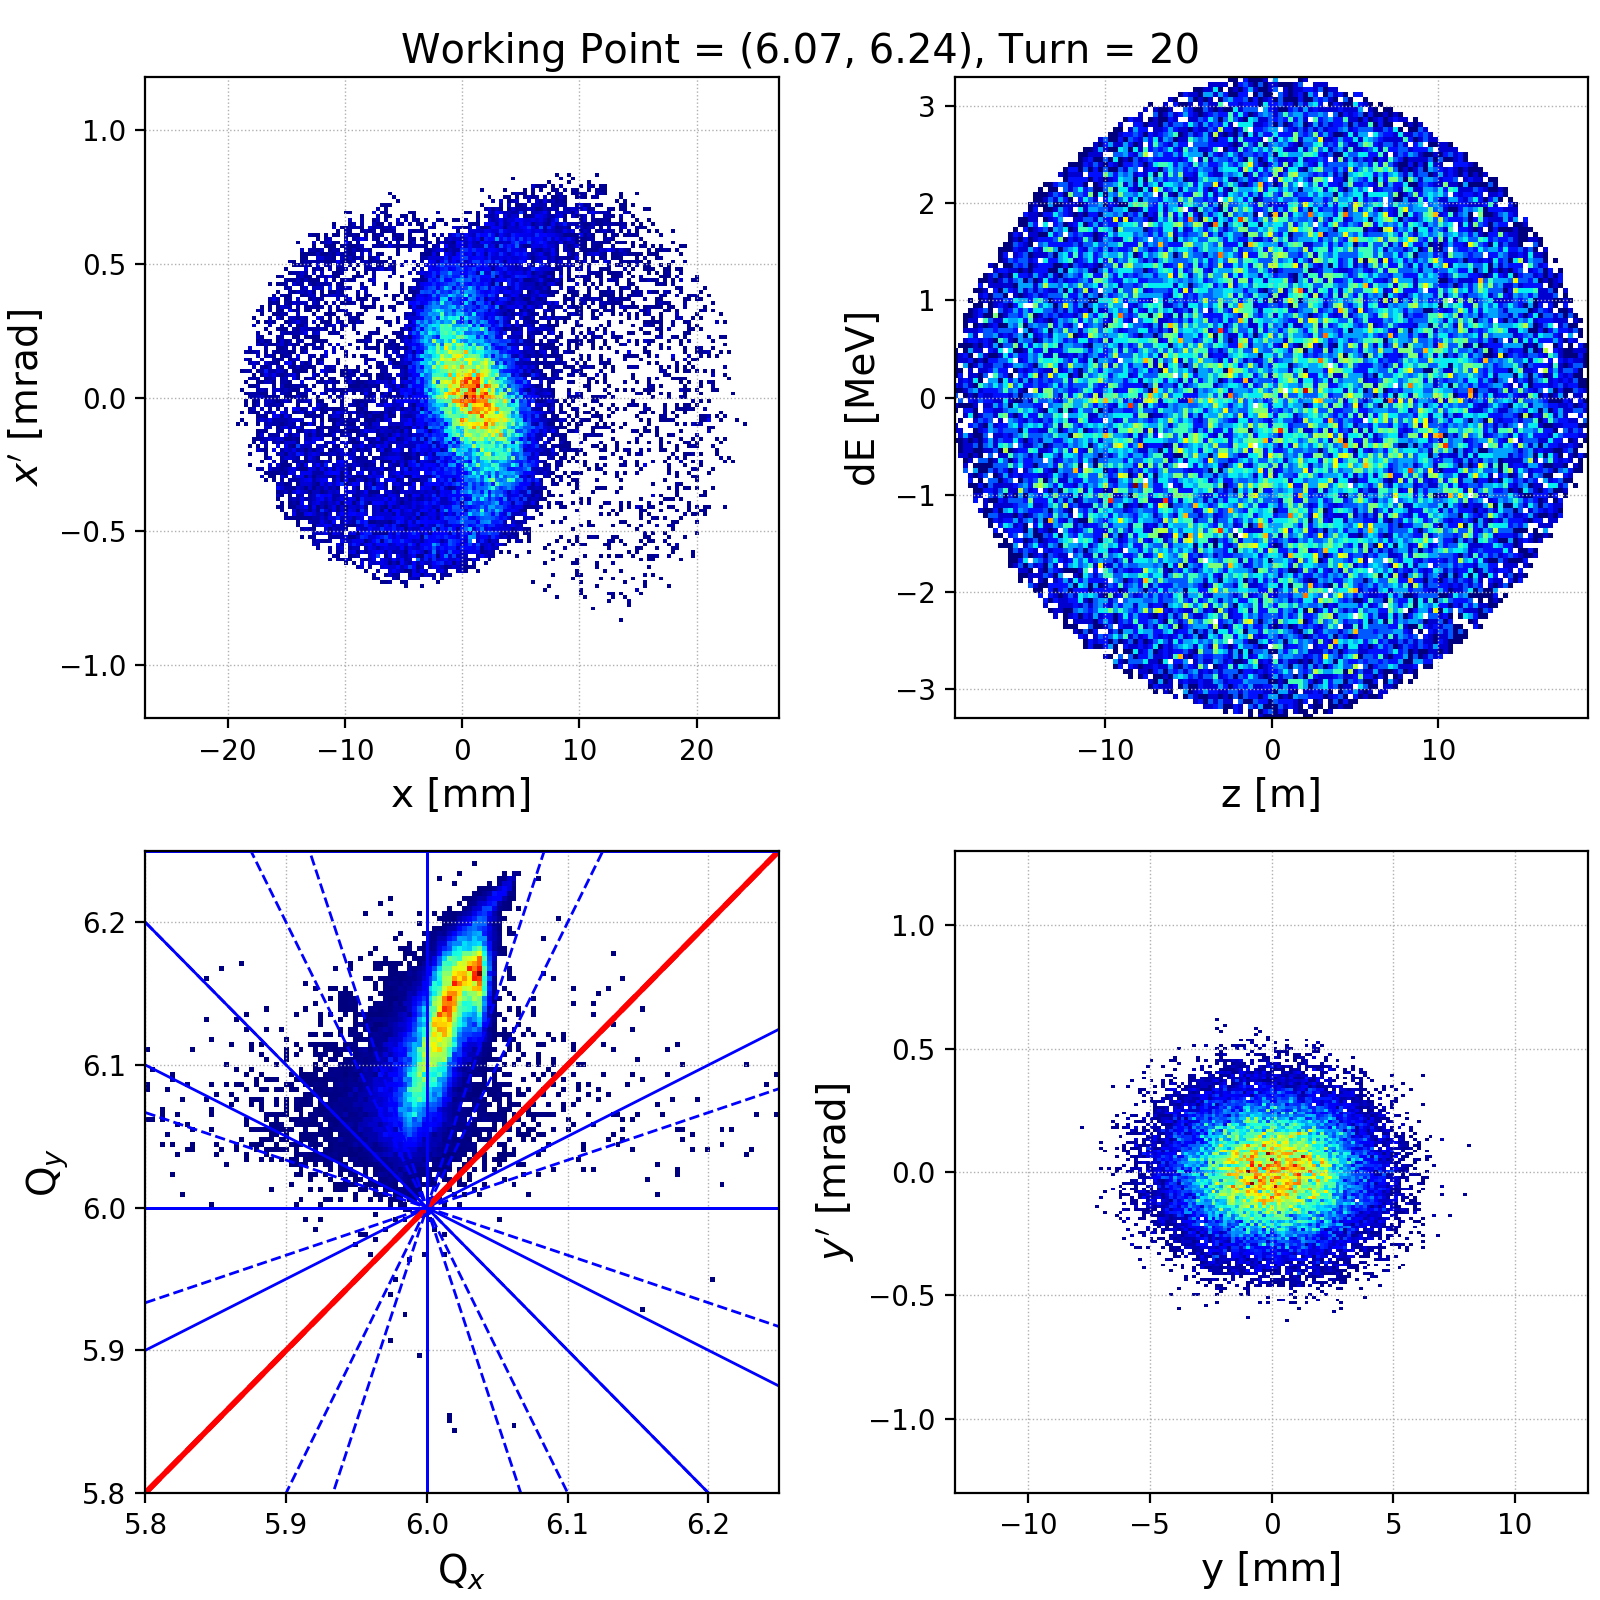 Working Point = (6.07, 6.24), Turn = 20
1.0
0.5
0.0
−0.5
−1.0
x′ [mrad]
−20 −10 0 10 20
x [mm]
3
2
1
0
−1
−2
−3
dE [MeV]
−10 0 10
z [m]
6.2
6.1
6.0
5.9
5.8
Qy
5.8 5.9 6.0 6.1 6.2
Qx
1.0
0.5
0.0
−0.5
−1.0
y′ [mrad]
−10 −5 0 5 10
y [mm]